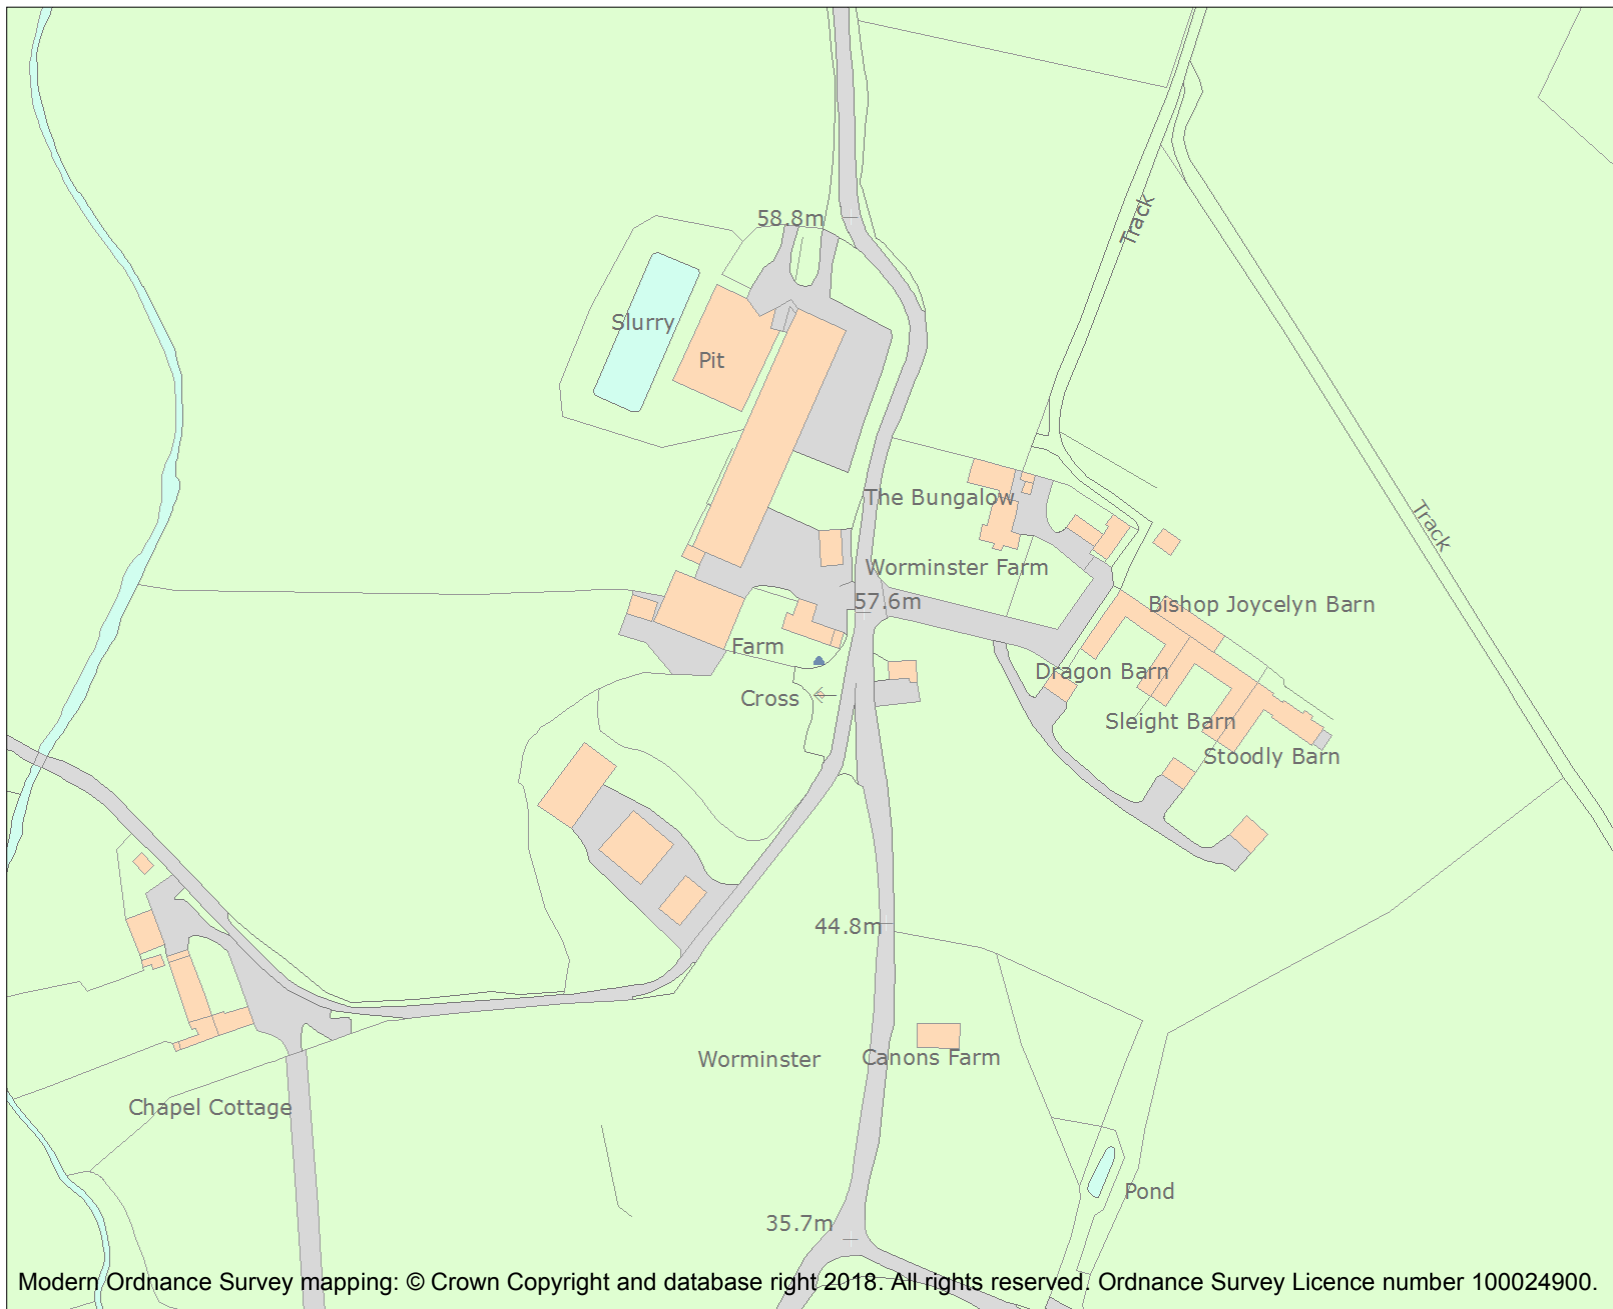 58.8m
Track
Slurry
Pit
The Bungalow
Track
Worminster Farm
57.6m
Bishop Joycelyn Barn
Farm
Dragon Barn
Cross
Sleight Barn
Stoodly Barn
44.8m
Worminster
Canons Farm
Chapel Cottage
Pond
35.7m
Modern Ordnance Survey mapping: © Crown Copyright and database right 2018. All rights reserved. Ordnance Survey Licence number 100024900.